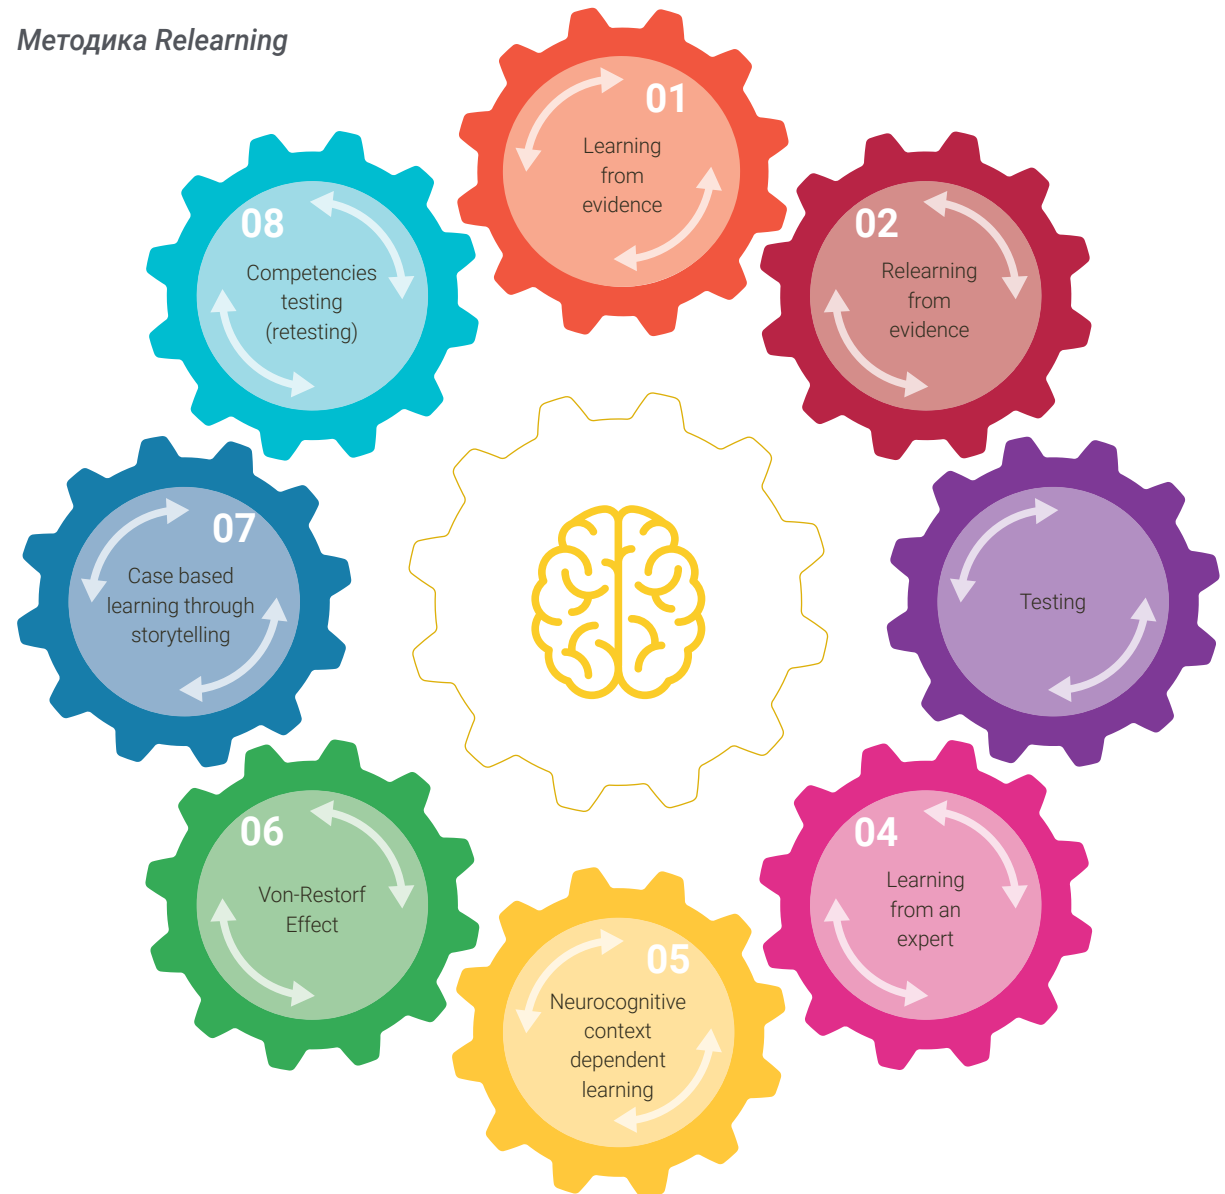 Методика Relearning
01
Learning
from
evidence
02
Relearning
from
evidence
Testing
04
Learning
from an
expert
05
Neurocognitive
context
dependent
learning
06
Von-Restorf
Effect
07
Case based
learning through
storytelling
08
Competencies
testing
(retesting)